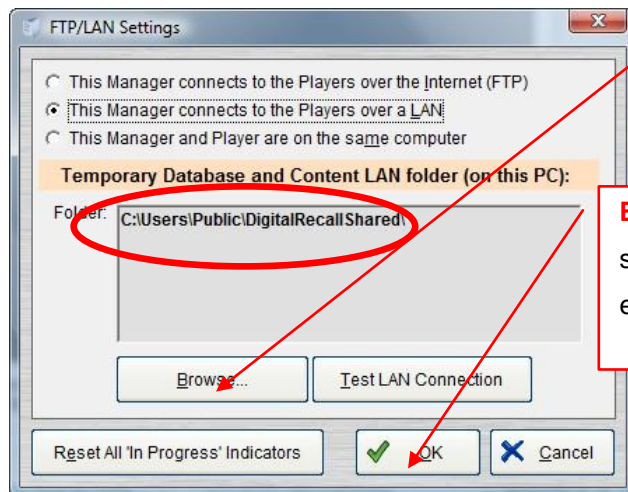 FTP/LAN Settings
This Manager connects to the Players over the Internet (FTP)
This Manager connects to the Players over a LAN
This Manager and Player are on the same computer
Temporary Database and Content LAN folder (on this PC):
Folder: C:\Users\Public\DigitalRecallShared\
Browse... Test LAN Connection
Reset All 'In Progress' Indicators OK Cancel